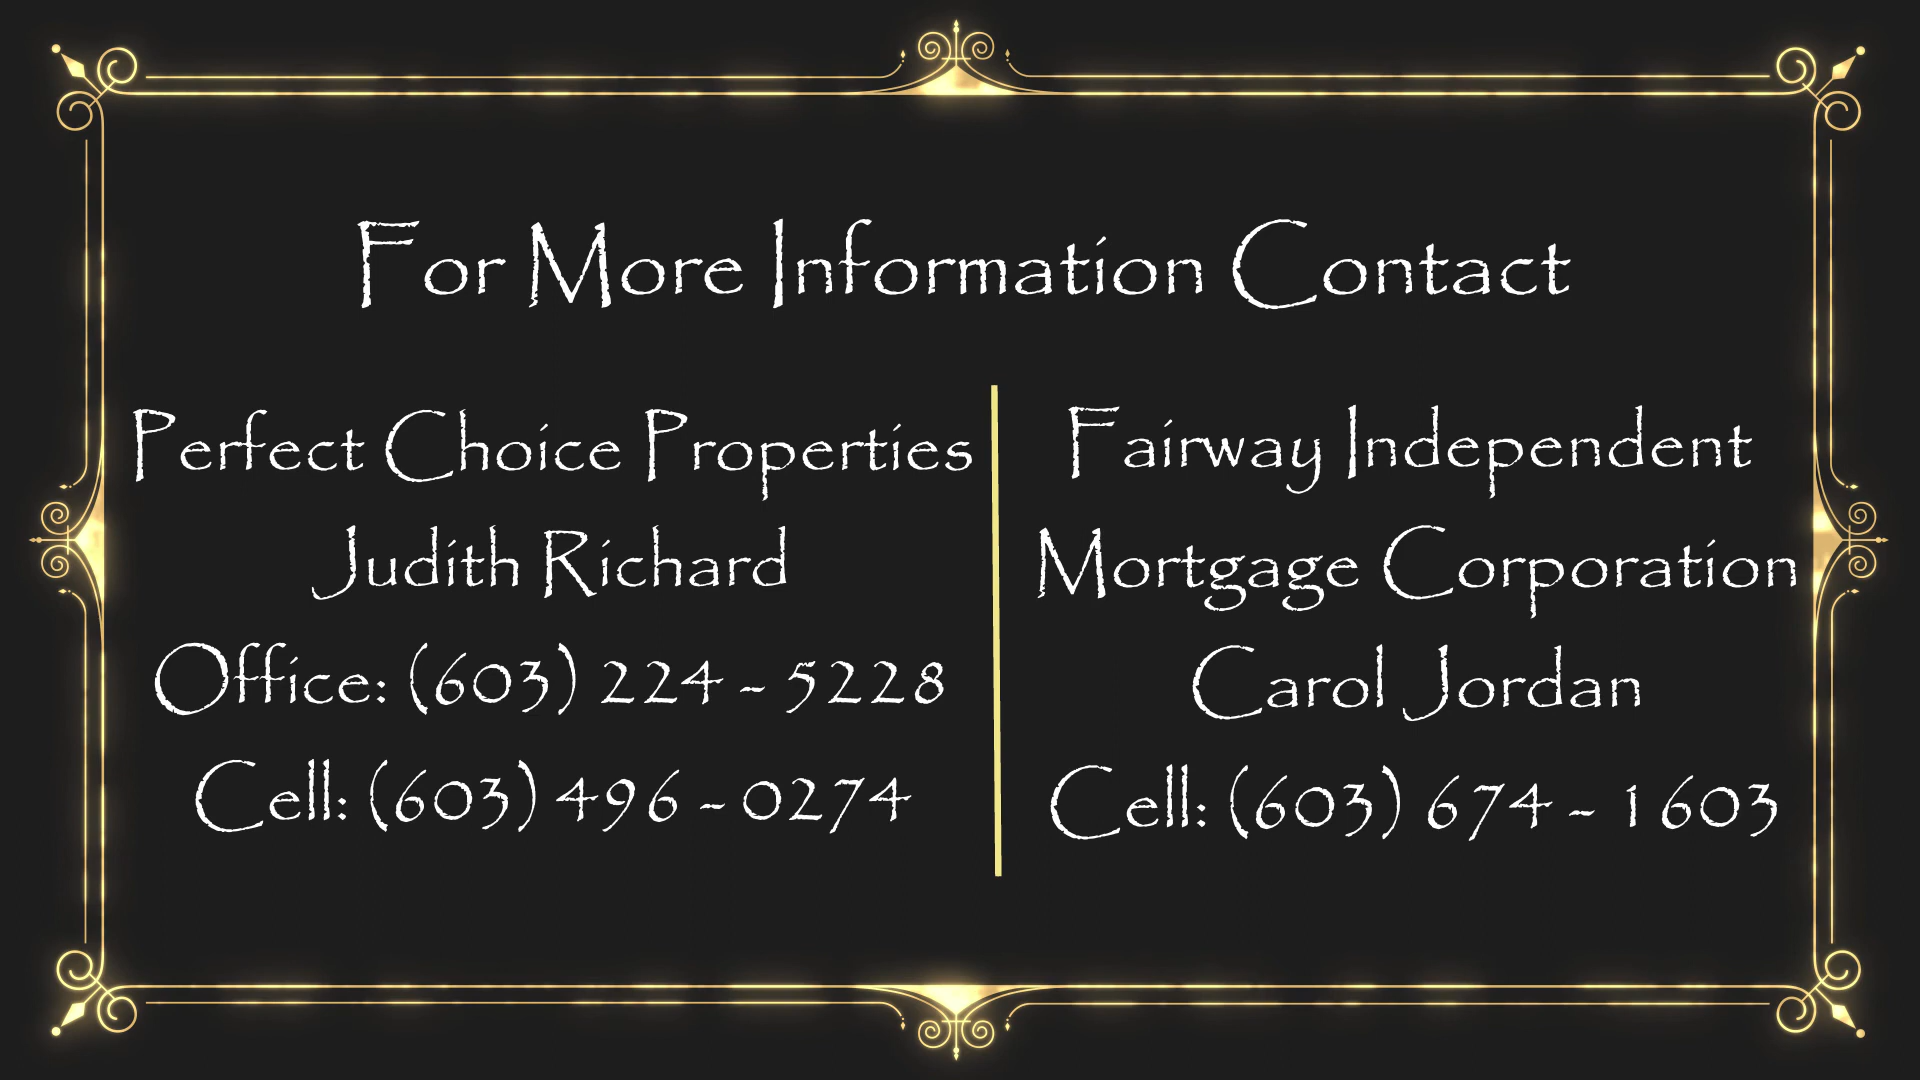 For More Information Contact
Perfect Choice Properties
Judith Richard
Office: (603) 224 - 5228
Cell: (603) 496 - 0274
Fairway Independent
Mortgage Corporation
Carol Jordan
Cell: (603) 674 - 1603